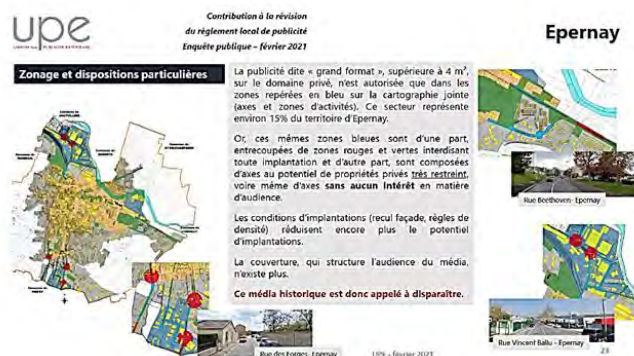 upe
Contribution à la révision
du règlement local de publicité
Enquête publique – février 2021
Epernay
Zonage et dispositions particulières
La publicité dite « grand format », supérieure à 4 m²,
sur le domaine privé, n'est autorisée que dans les
zones repérées en bleu sur la cartographie jointe
(axes et zones d'activités). Ce secteur représente
environ 15% du territoire d'Epernay.
Or, ces mêmes zones bleues sont d'une part,
entrecoupées de zones rouges et vertes interdisant
toute implantation et d'autre part, sont composées
d'axes au potentiel de propriétés privés très restreint,
voire même d'axes sans aucun intérêt en matière
d'audience.
Les conditions d'implantations (recul façade, règles de
densité) réduisent encore plus le potentiel
d'implantations.
La couverture, qui structure l'audience du média,
n'existe plus.
Ce média historique est donc appelé à disparaître.
Rue Beethoven - Epernay
Rue Vincent Ballu - Epernay
Rue des Forges - Epernay
février 2021
23